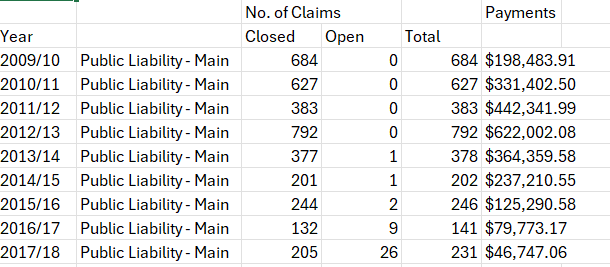 No. of Claims Payments
Year Closed Open Total
2009/10 Public Liability - Main 684 0 684 $198,483.91
2010/11 Public Liability - Main 627 0 627 $331,402.50
2011/12 Public Liability - Main 383 0 383 $442,341.99
2012/13 Public Liability - Main 792 0 792 $622,002.08
2013/14 Public Liability - Main 377 1 378 $364,359.58
2014/15 Public Liability - Main 201 1 202 $237,210.55
2015/16 Public Liability - Main 244 2 246 $125,290.58
2016/17 Public Liability - Main 132 9 141 $79,773.17
2017/18 Public Liability - Main 205 26 231 $46,747.06